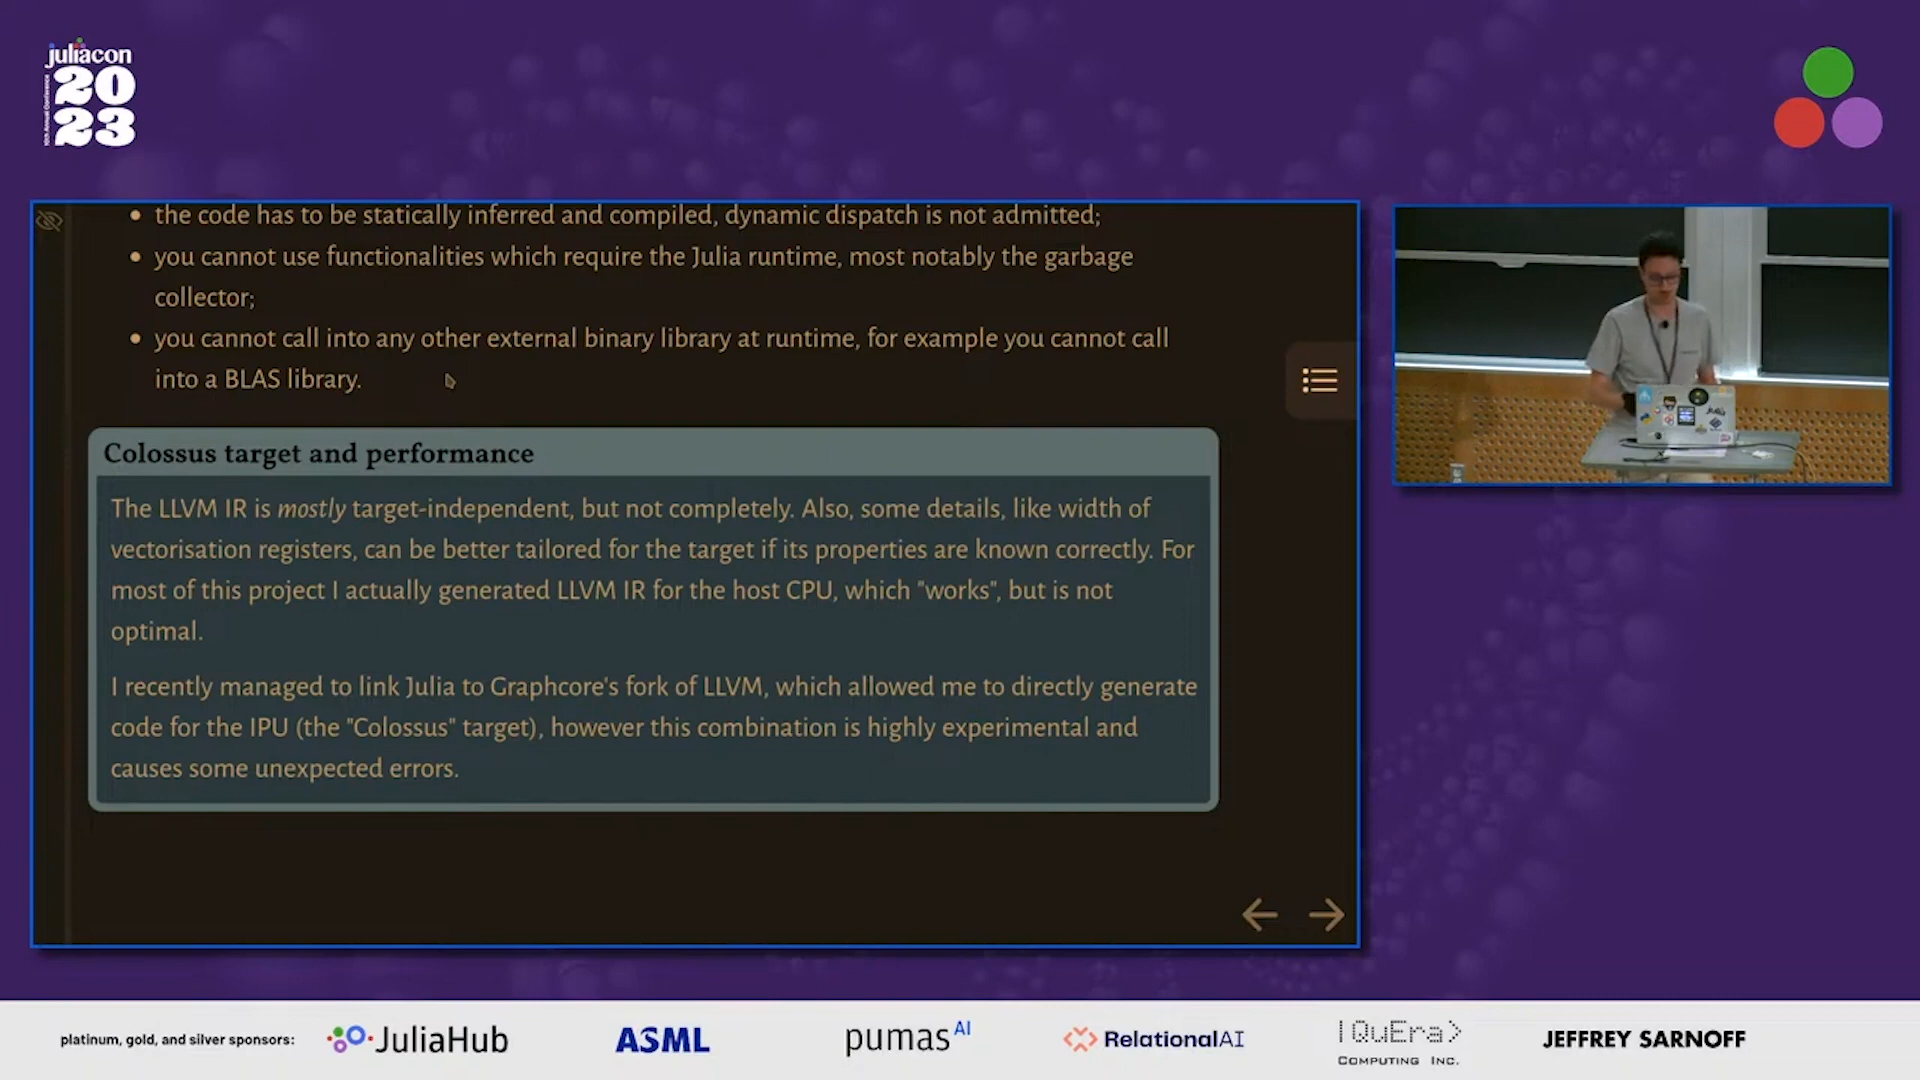 juliacon
20
23
the code has to be statically inferred and compiled, dynamic dispatch is not admitted;
you cannot use functionalities which require the Julia runtime, most notably the garbage
collector;
you cannot call into any other external binary library at runtime, for example you cannot call
into a BLAS library.
Colossus target and performance
The LLVM IR is mostly target-independent, but not completely. Also, some details, like width of
vectorisation registers, can be better tailored for the target if its properties are known correctly. For
most of this project I actually generated LLVM IR for the host CPU, which "works", but is not
optimal.
I recently managed to link Julia to Graphcore's fork of LLVM, which allowed me to directly generate
code for the IPU (the "Colossus" target), however this combination is highly experimental and
causes some unexpected errors.
platinum, gold, and silver sponsors:
JuliaHub
ASML
pumasAI
RelationalAI
|QuEra>
COMPUTING INC.
JEFFREY SARNOFF